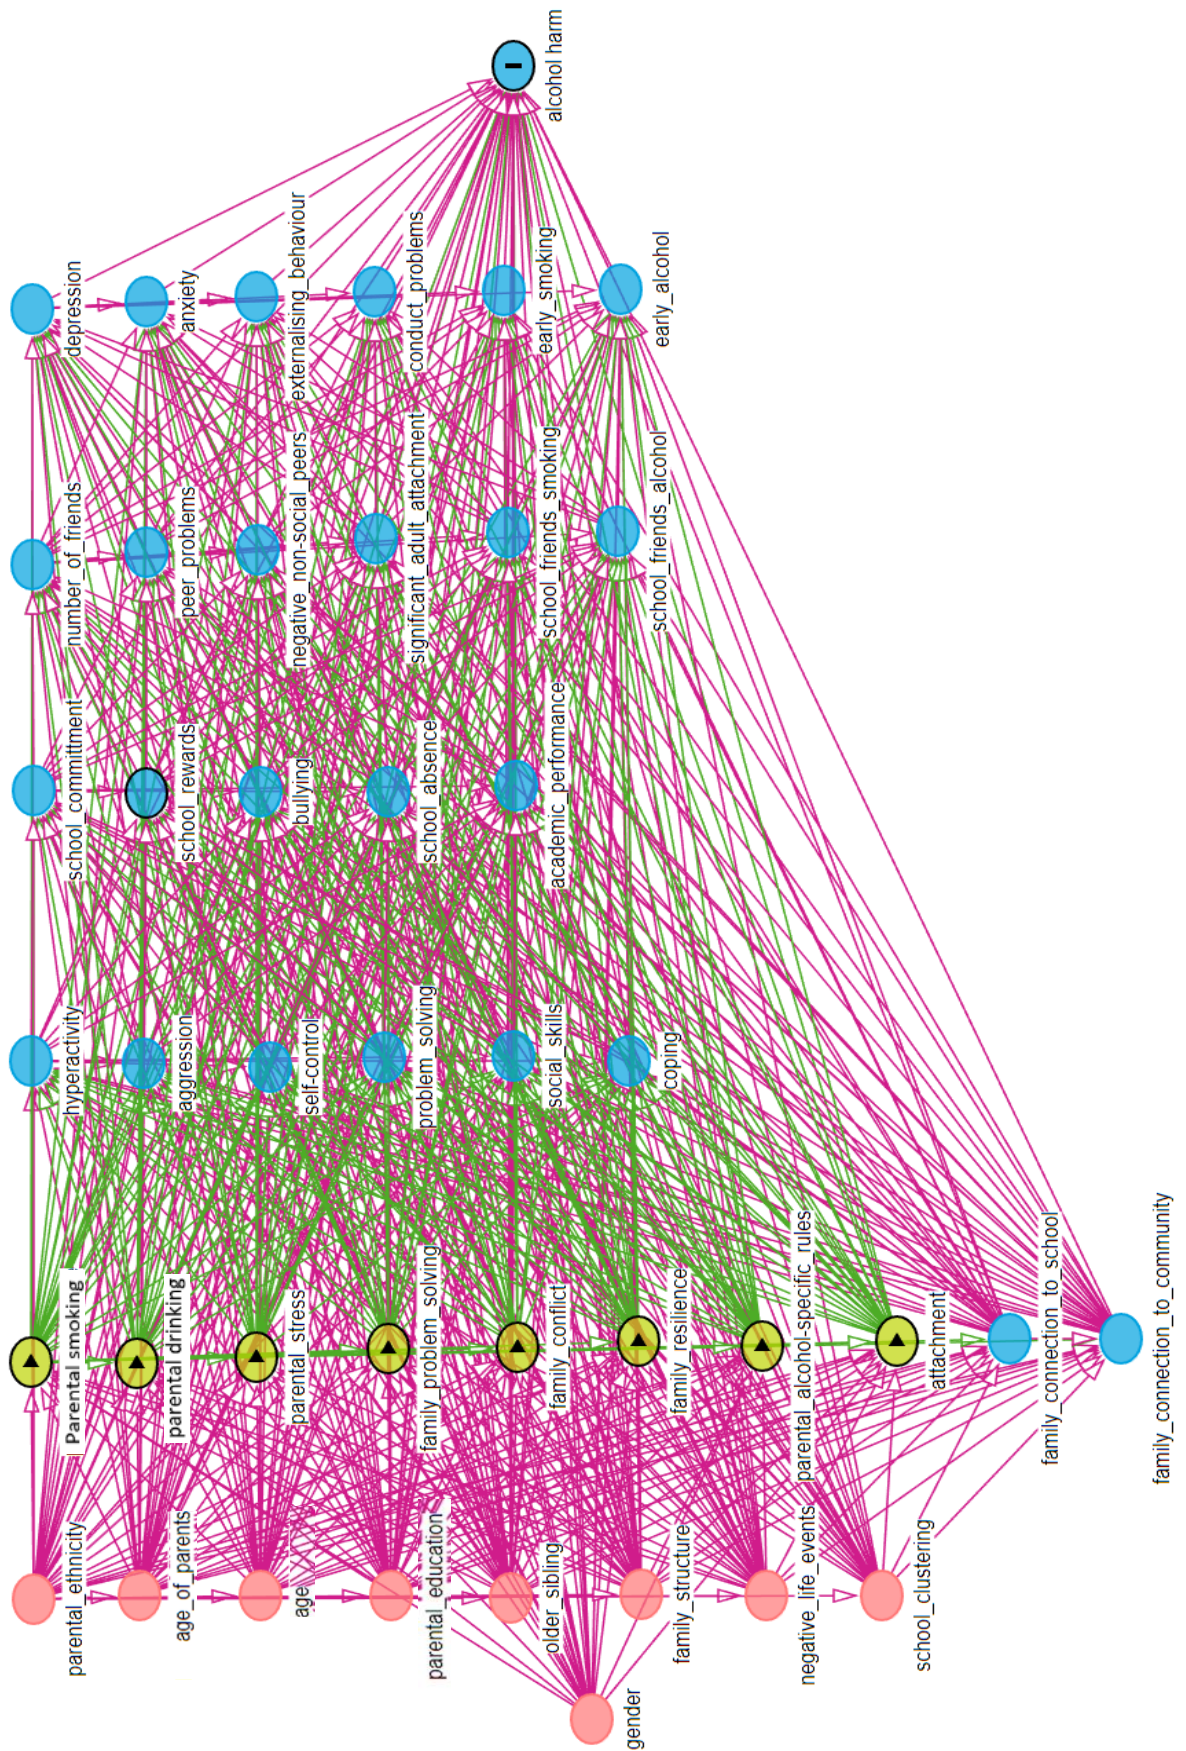 alcohol harm
depression
anxiety
externalising_behaviour
conduct_problems
early_smoking
early_alcohol
number_of_friends
peer_problems
negative_non-social_peers
significant_adult_attachment
school_friends_smoking
school_friends_alcohol
school_committment
school_rewards
bullying
school_absence
academic_performance
hyperactivity
aggression
self-control
problem_solving
social_skills
coping
Parental smoking
parental drinking
parental_stress
family_problem_solving
family_conflict
family_resilience
parental_alcohol-specific_rules
attachment
family_connection_to_school
family_connection_to_community
parental_ethnicity
age_of_parents
age
parental_education
older_sibling
family_structure
negative_life_events
school_clustering
gender